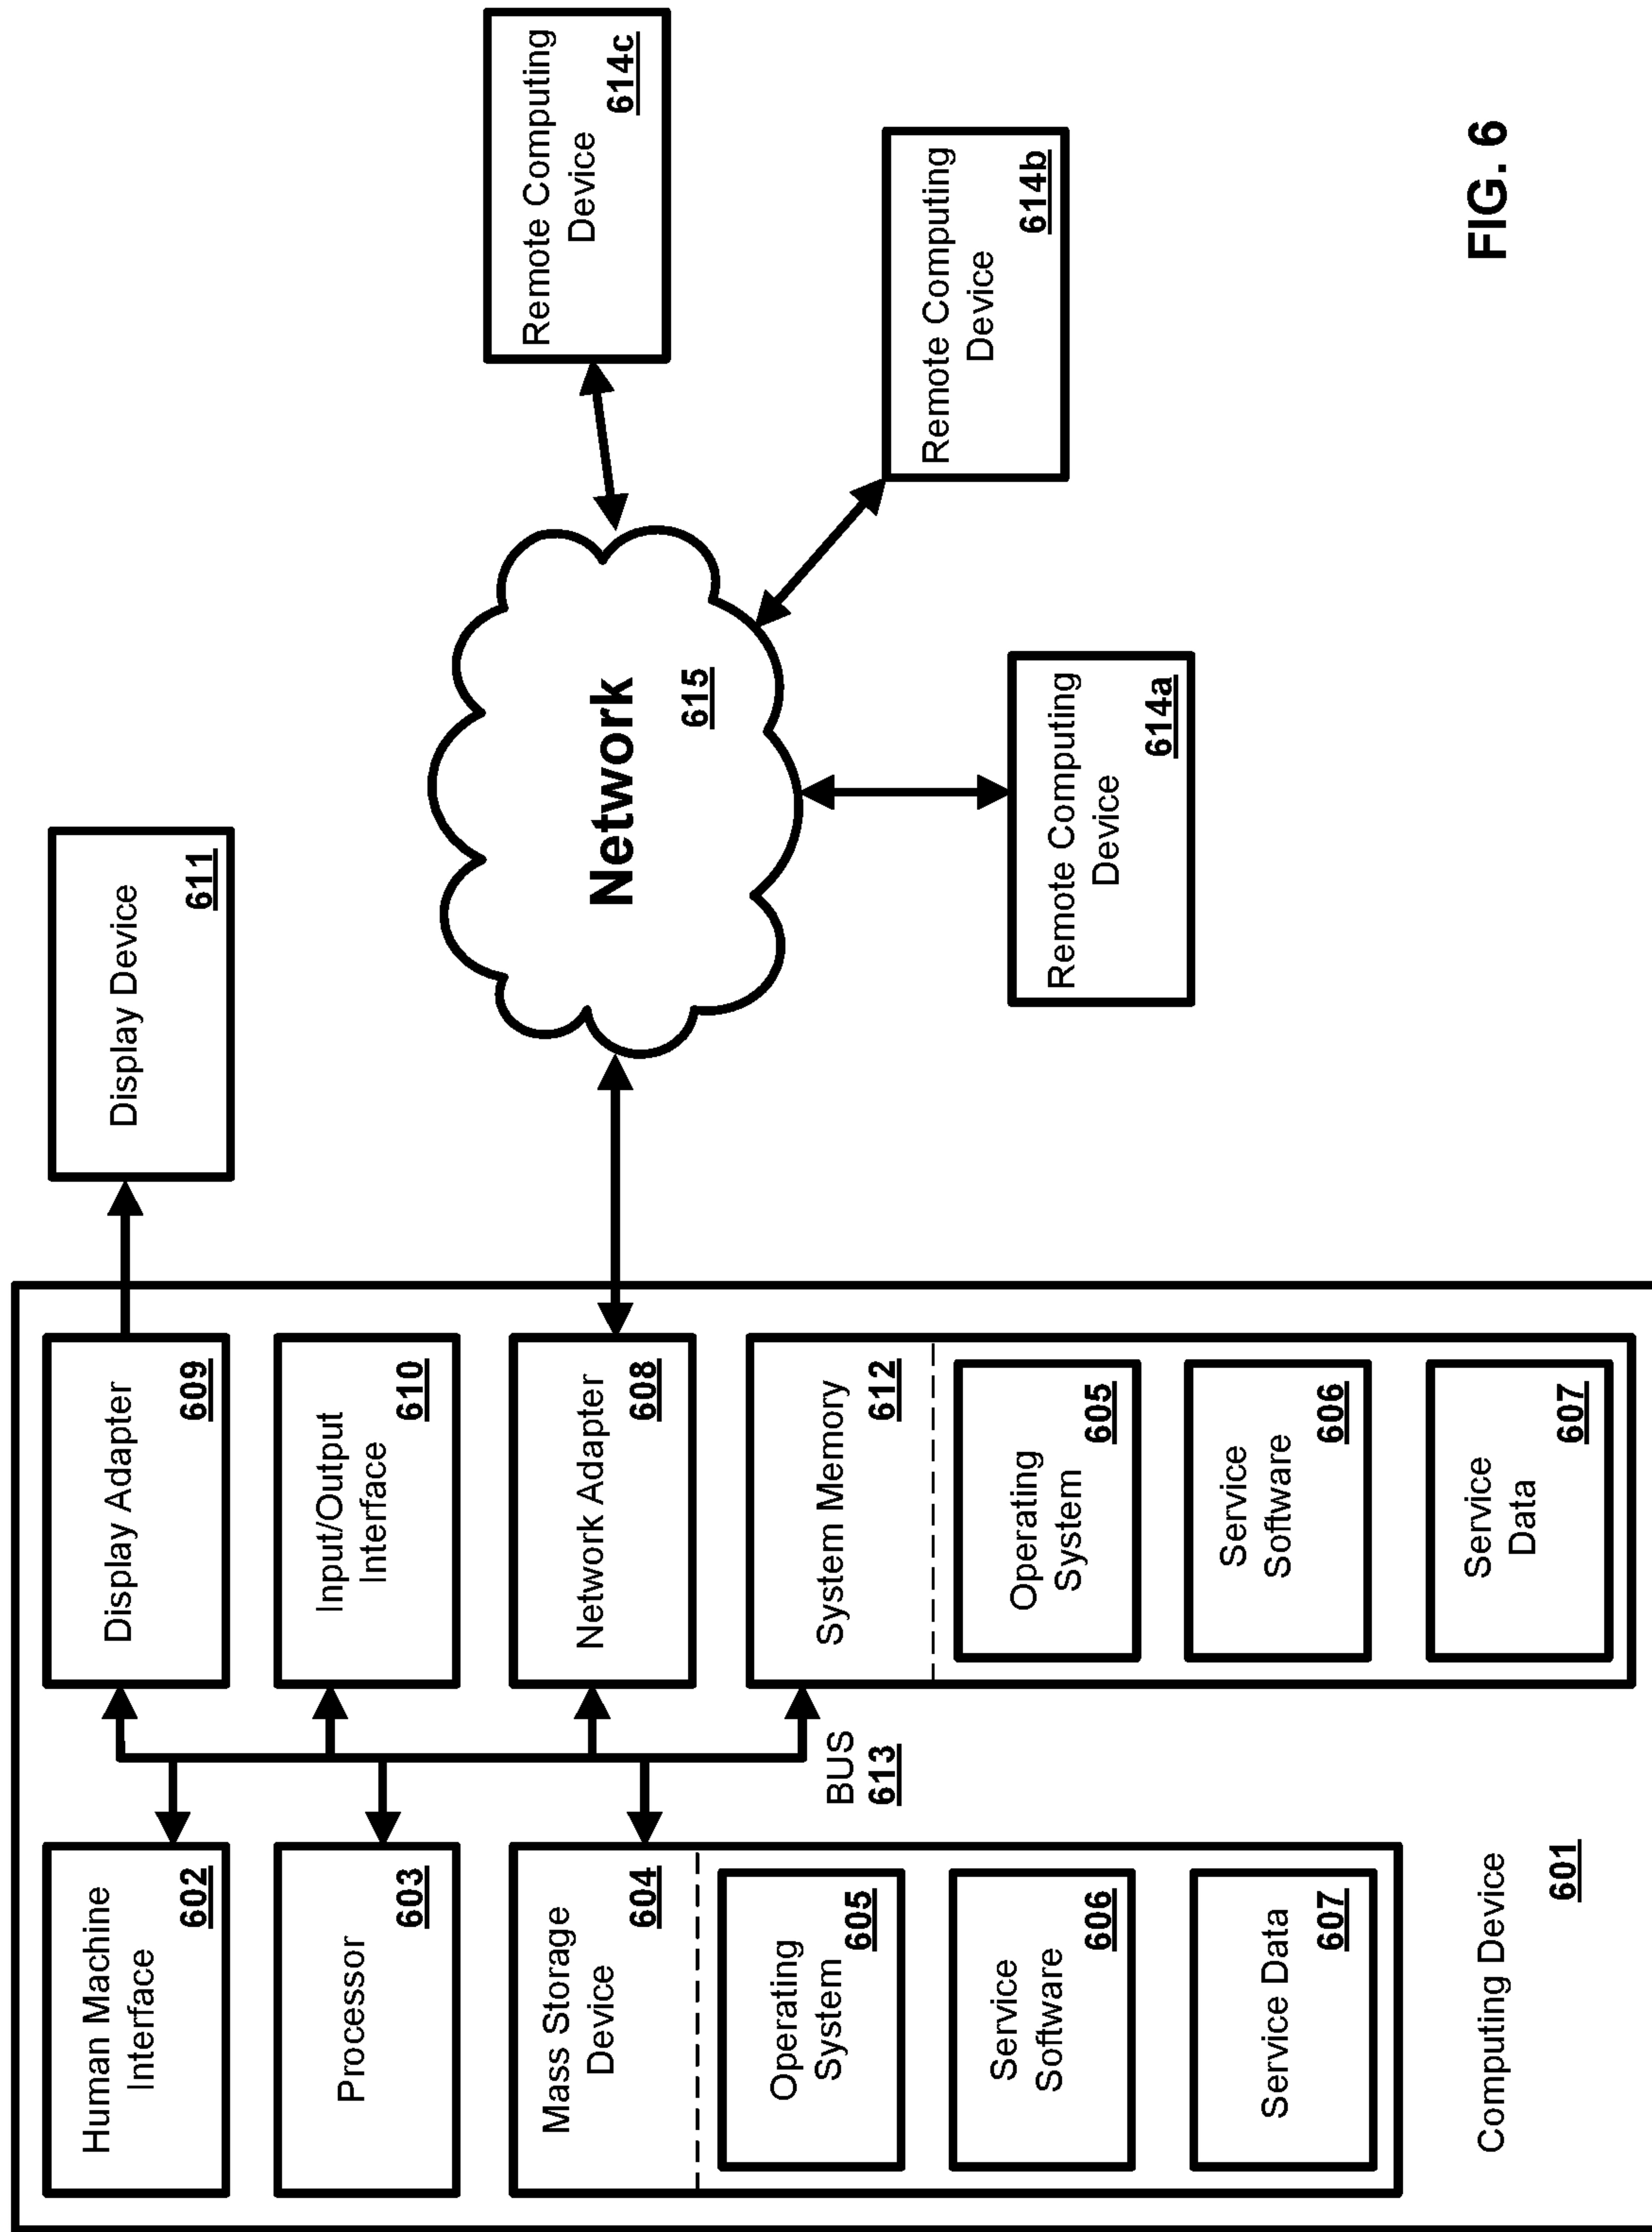 Human Machine
Interface
602
Processor
603
Mass Storage
Device
604
Operating
System
605
Service
Software
606
Service Data
607
Computing Device
601
BUS
613
Display Adapter
609
Input/Output
Interface
610
Network Adapter
608
System Memory
612
Operating
System
605
Service
Software
606
Service
Data
607
Display Device
611
Network
615
Remote Computing
Device
614a
Remote Computing
Device
614b
Remote Computing
Device
614c
FIG. 6